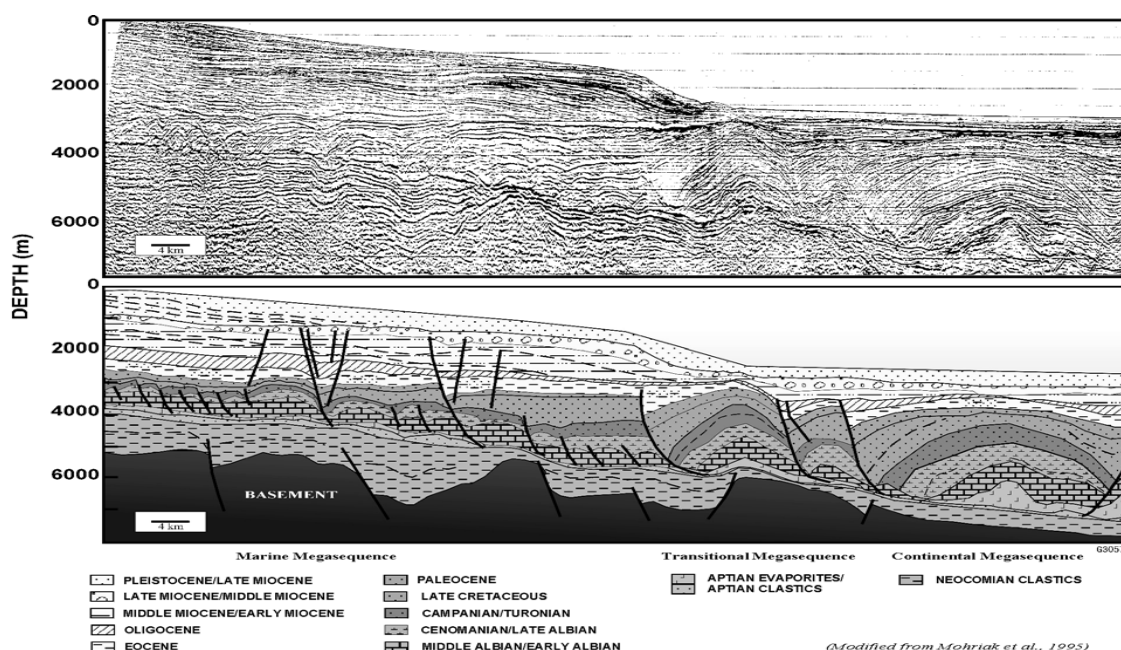 0
2000
4000
6000
4 km
0
DEPTH (m)
0
2000
4000
6000
BASEMENT
4 km
G305
Marine Megasequence Transitional Megasequence Continental Megasequence
PLEISTOCENE/LATE MIOCENE PALEOCENE APTIAN EVAPORITES/ NEOCOMIAN CLASTICS
APTIAN CLASTICS
LATE MIOCENE/MIDDLE MIOCENE LATE CRETACEOUS
MIDDLE MIOCENE/EARLY MIOCENE CAMPANIAN/TURONIAN
OLIGOCENE CENOMANIAN/LATE ALBIAN
EOCENE MIDDLE ALBIAN/EARLY ALBIAN
(Modified from Mohriak et al., 1995)